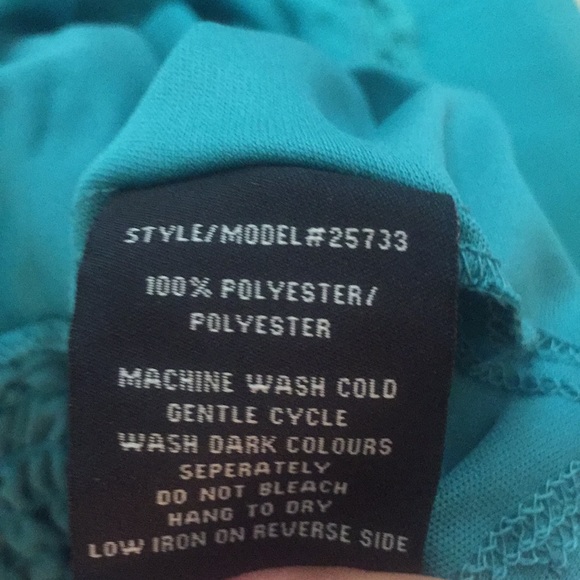 STYLE/MODEL#25733
100% POLYESTER/
POLYESTER
MACHINE WASH COLD
GENTLE CYCLE
WASH DARK COLOURS
SEPERATELY
DO NOT BLEACH
HANG TO DRY
LOW IRON ON REVERSE SIDE